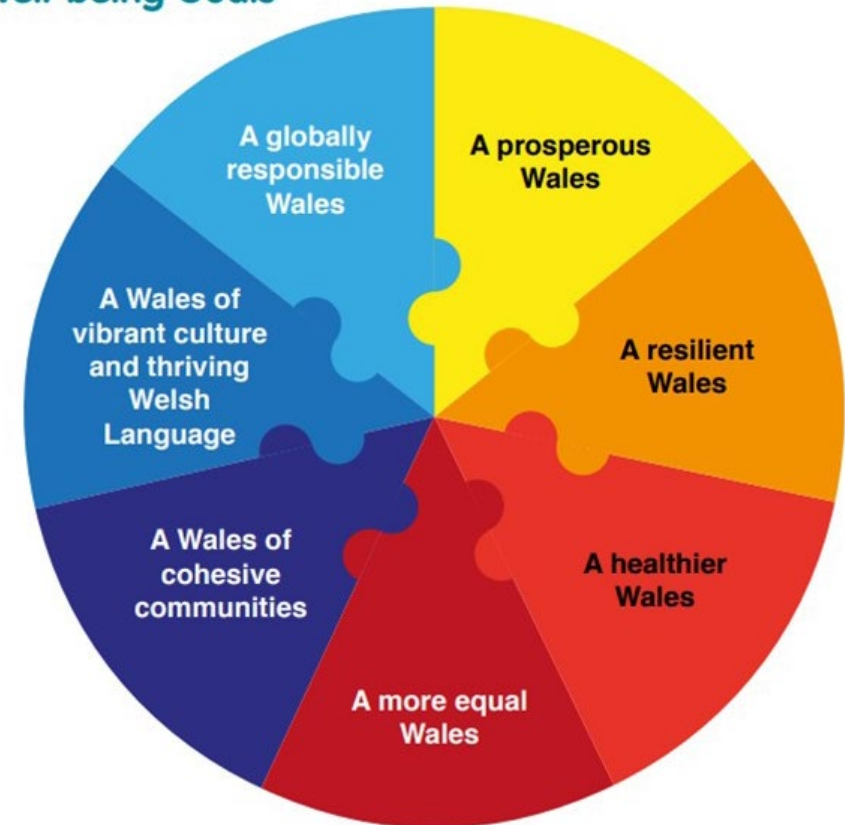 A globally
responsible
Wales
A prosperous
Wales
A resilient
Wales
A healthier
Wales
A more equal
Wales
A Wales of
cohesive
communities
A Wales of
vibrant culture
and thriving
Welsh
Language